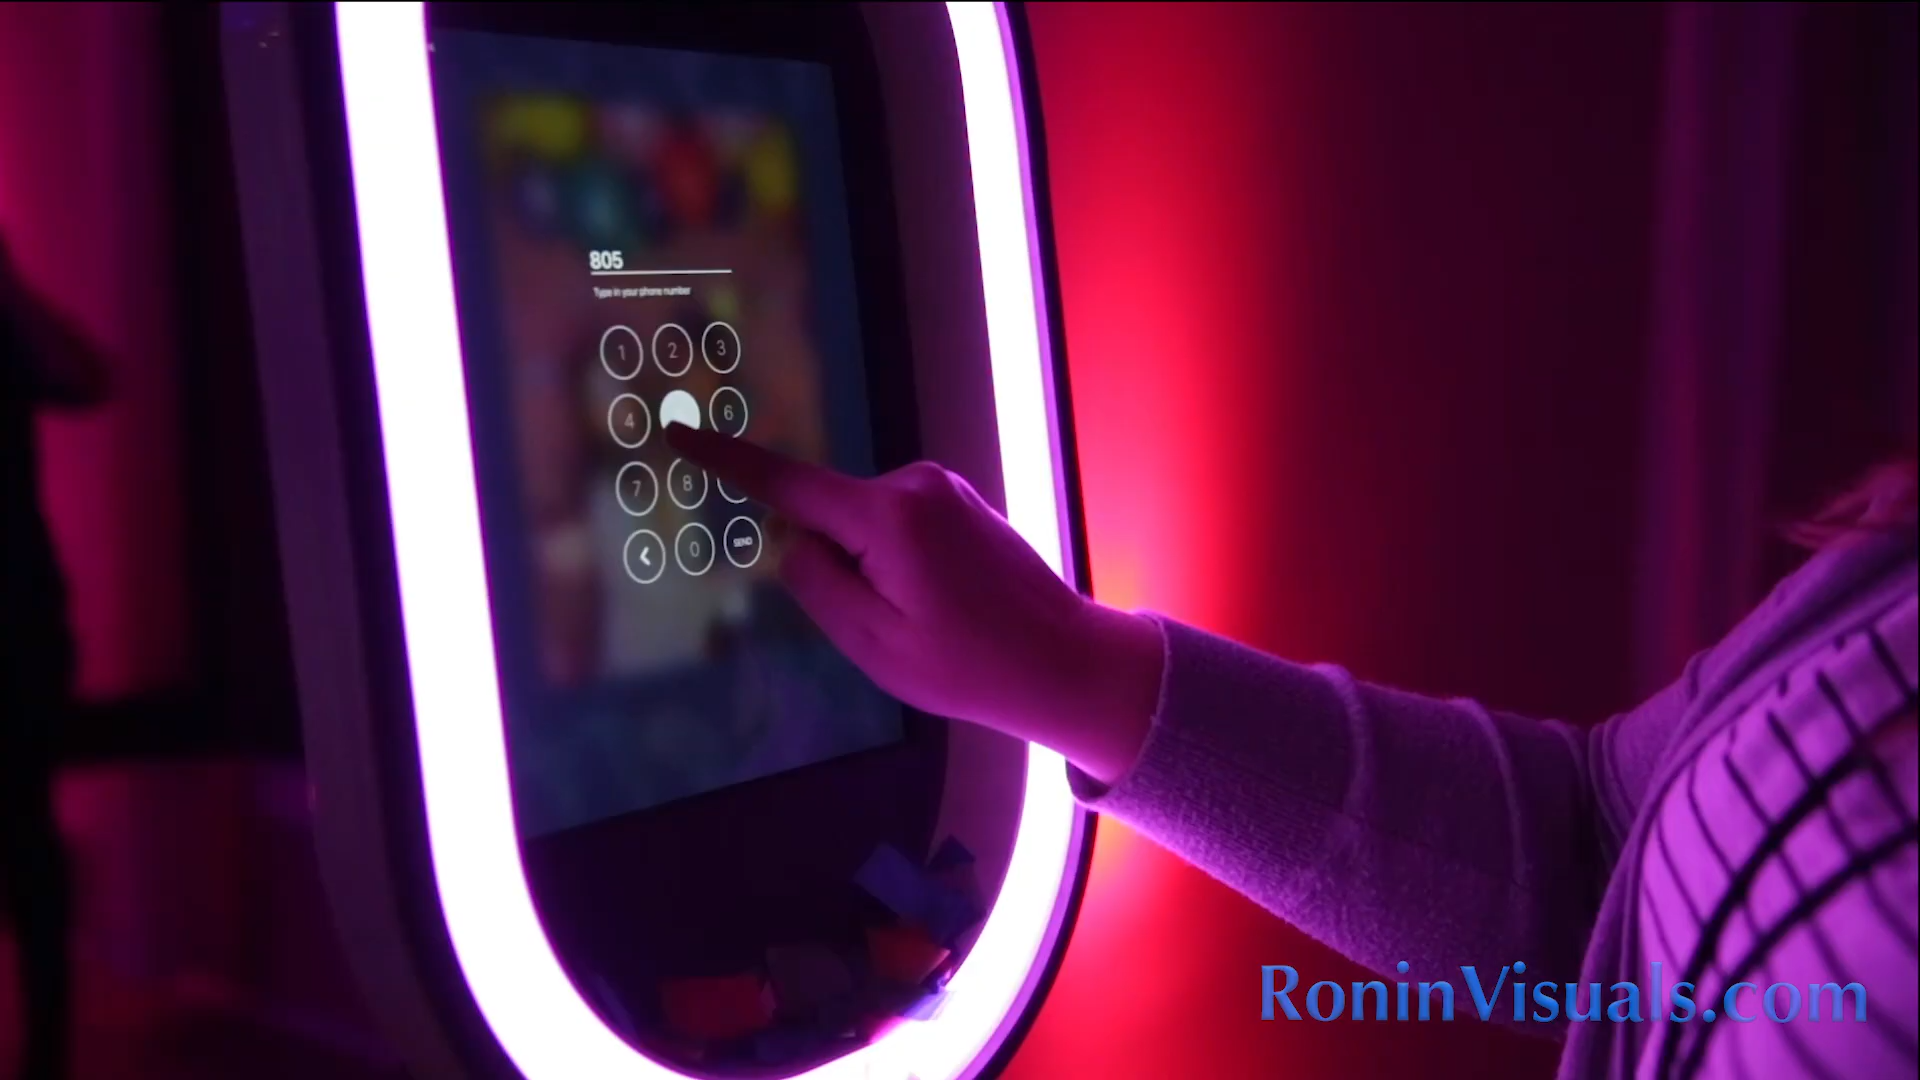 805
Type in your phone number
1 2 3
4 6
7 8
< 0 SEND
RoninVisuals.com